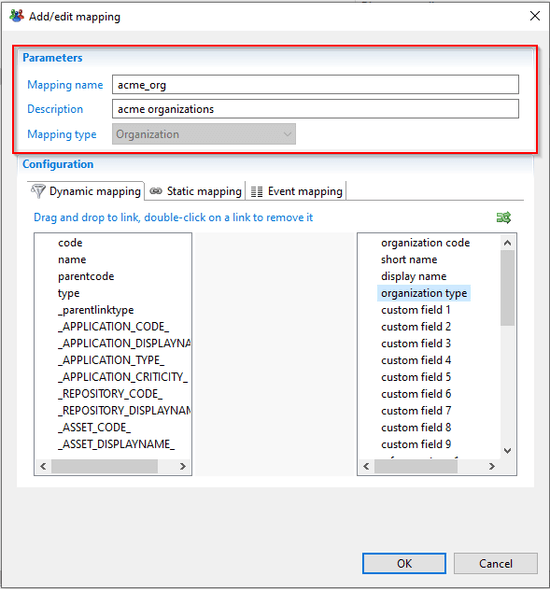 Add/edit mapping
Parameters
Mapping name acme_org
Description acme organizations
Mapping type Organization
Configuration
Dynamic mapping Static mapping Event mapping
Drag and drop to link, double-click on a link to remove it
code
name
parentcode
type
_parentlinktype
_APPLICATION_CODE_
_APPLICATION_DISPLAYN
_APPLICATION_TYPE_
_APPLICATION_CRITICITY_
_REPOSITORY_CODE_
_REPOSITORY_DISPLAYNA
_ASSET_CODE_
_ASSET_DISPLAYNAME_
organization code
short name
display name
organization type
custom field 1
custom field 2
custom field 3
custom field 4
custom field 5
custom field 6
custom field 7
custom field 8
custom field 9
OK Cancel